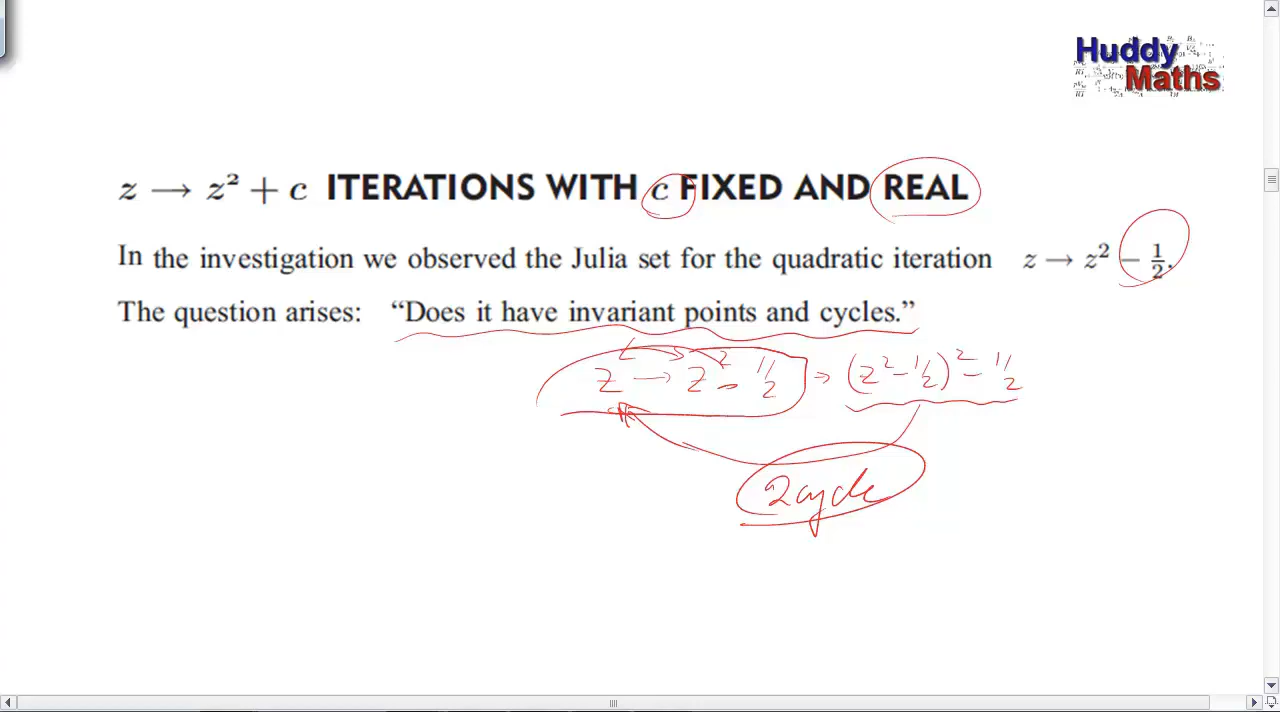 Huddy
Maths
z → z² + c ITERATIONS WITH c FIXED AND REAL
In the investigation we observed the Julia set for the quadratic iteration z → z² − 1/2.
The question arises: “Does it have invariant points and cycles.”
z → z² − 1/2 → (z² − 1/2)² − 1/2
2 cycle